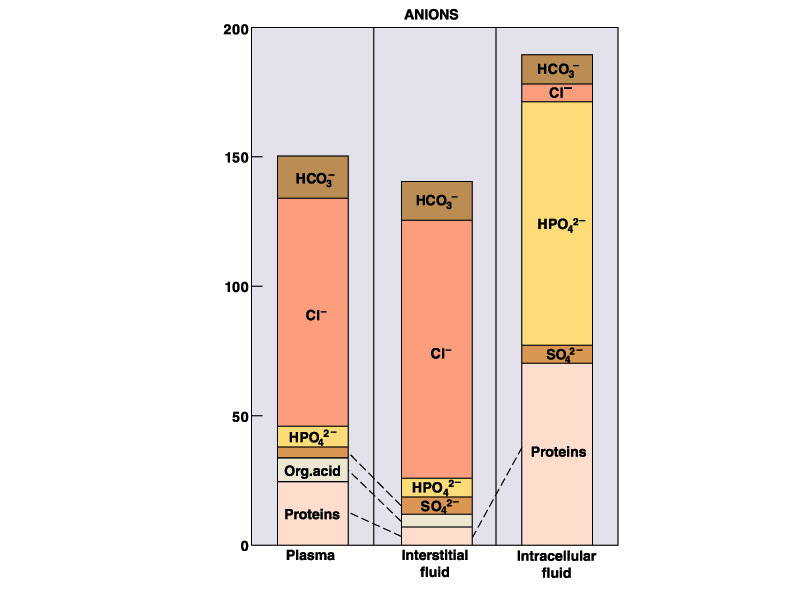 ANIONS
200
150
100
50
0
HCO₃⁻
Cl⁻
HPO₄²⁻
Org.acid
Proteins
Plasma
HCO₃⁻
Cl⁻
HPO₄²⁻
SO₄²⁻
Interstitial
fluid
HCO₃⁻
Cl⁻
HPO₄²⁻
SO₄²⁻
Proteins
Intracellular
fluid